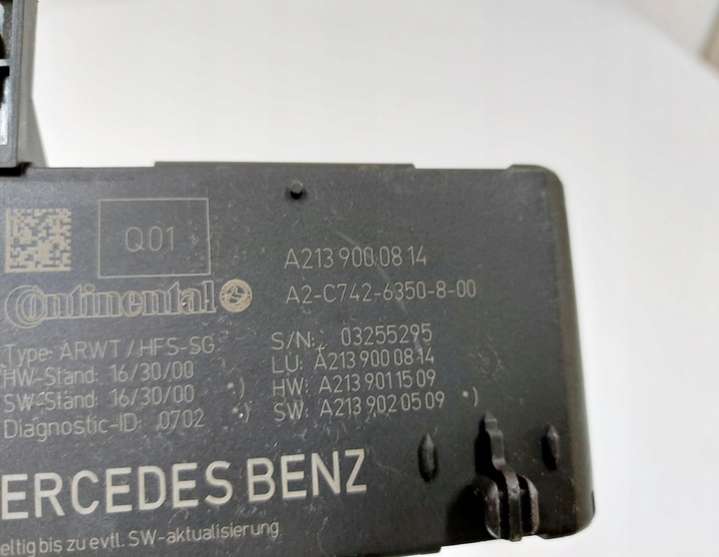 Q01
A213 900 08 14
Continental
A2-C742-6350-8-00
Type: ARWT/HFS-SG
S/N: 03255295
HW-Stand: 16/30/00
LU: A213 900 08 14
SW-Stand: 16/30/00 *)
HW: A213 901 15 09
Diagnostic-ID: 0702 *)
SW: A213 902 05 09 *)
ERCEDES BENZ
eltig bis zu evtl. SW-aktualisierung